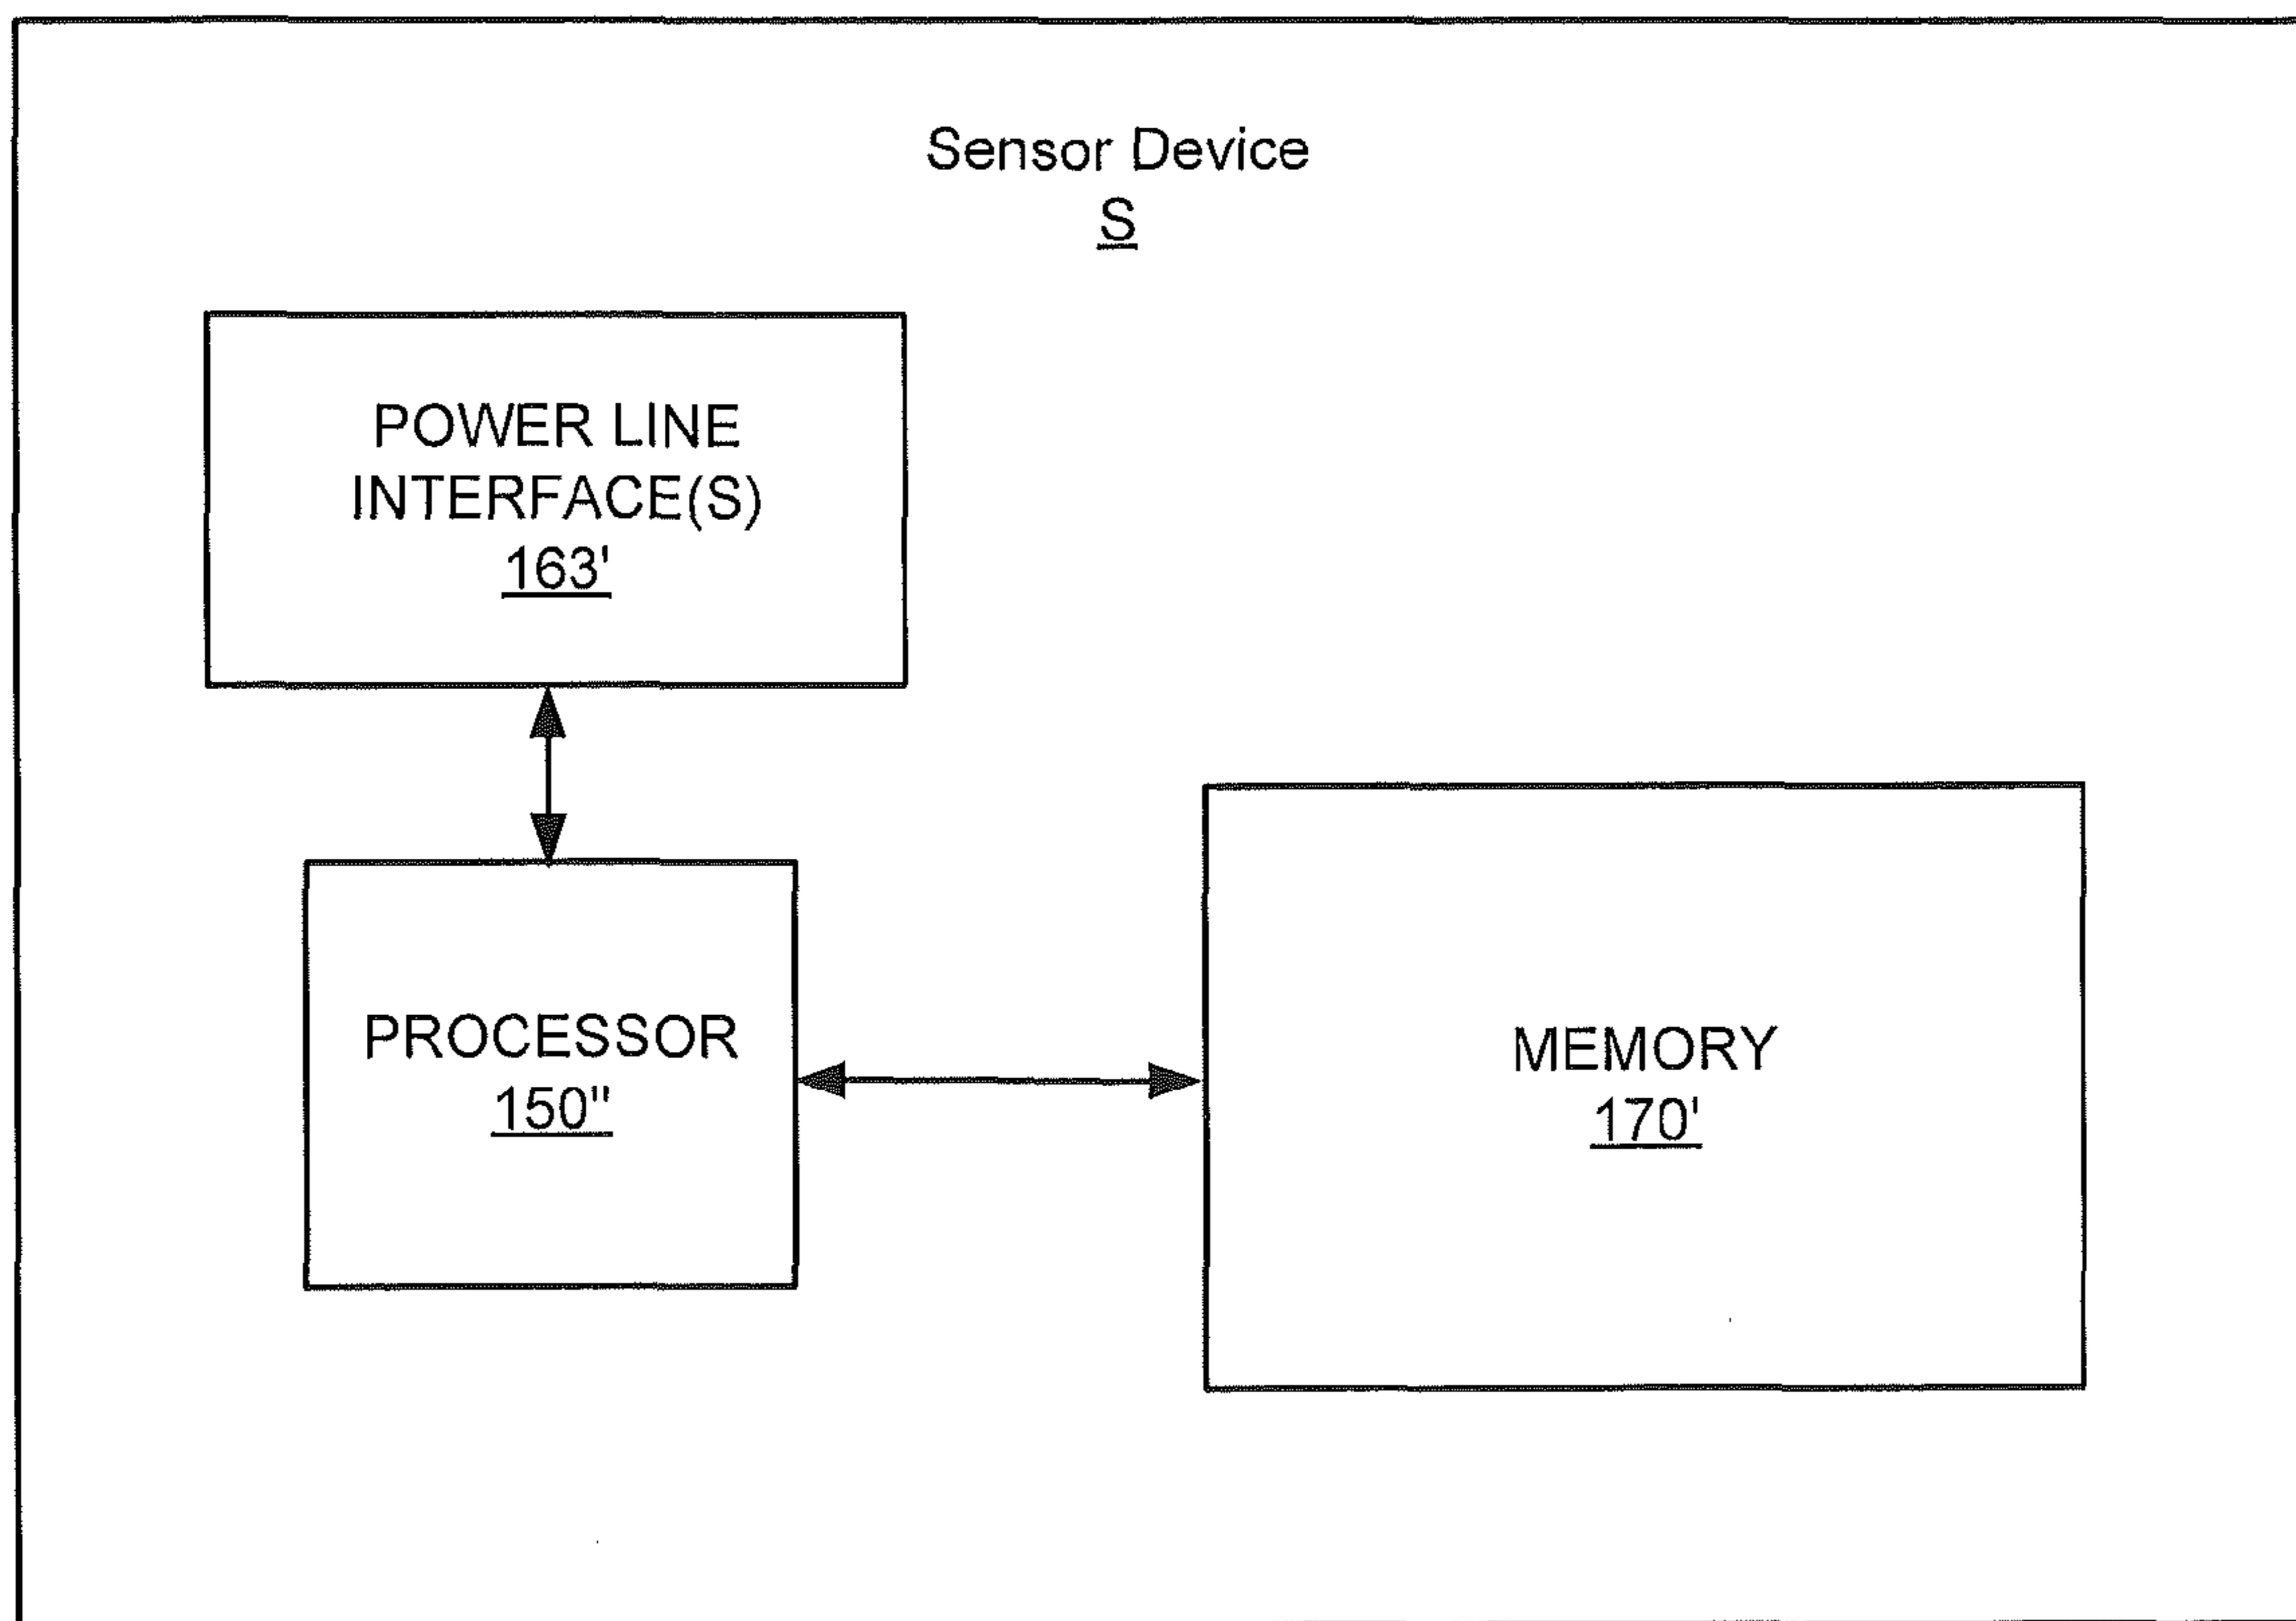 Sensor Device
S
POWER LINE
INTERFACE(S)
163'
PROCESSOR
150"
MEMORY
170'